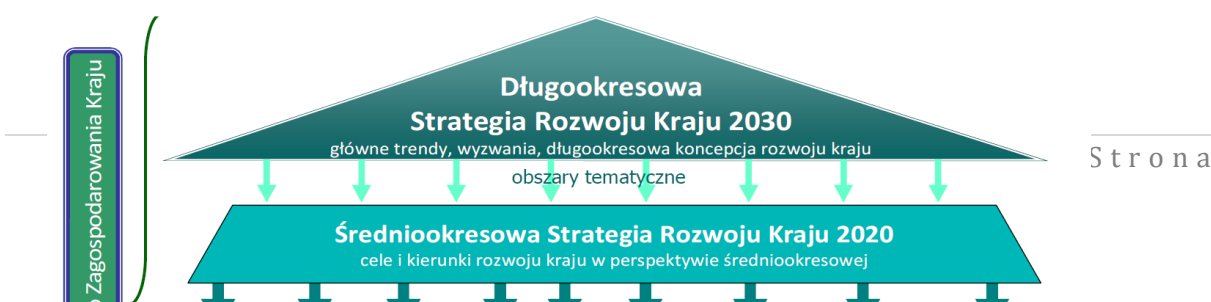 Długookresowa
Strategia Rozwoju Kraju 2030
główne trendy, wyzwania, długookresowa koncepcja rozwoju kraju
obszary tematyczne
Średniookresowa Strategia Rozwoju Kraju 2020
cele i kierunki rozwoju kraju w perspektywie średniookresowej
Zagospodarowania Kraju
Strona